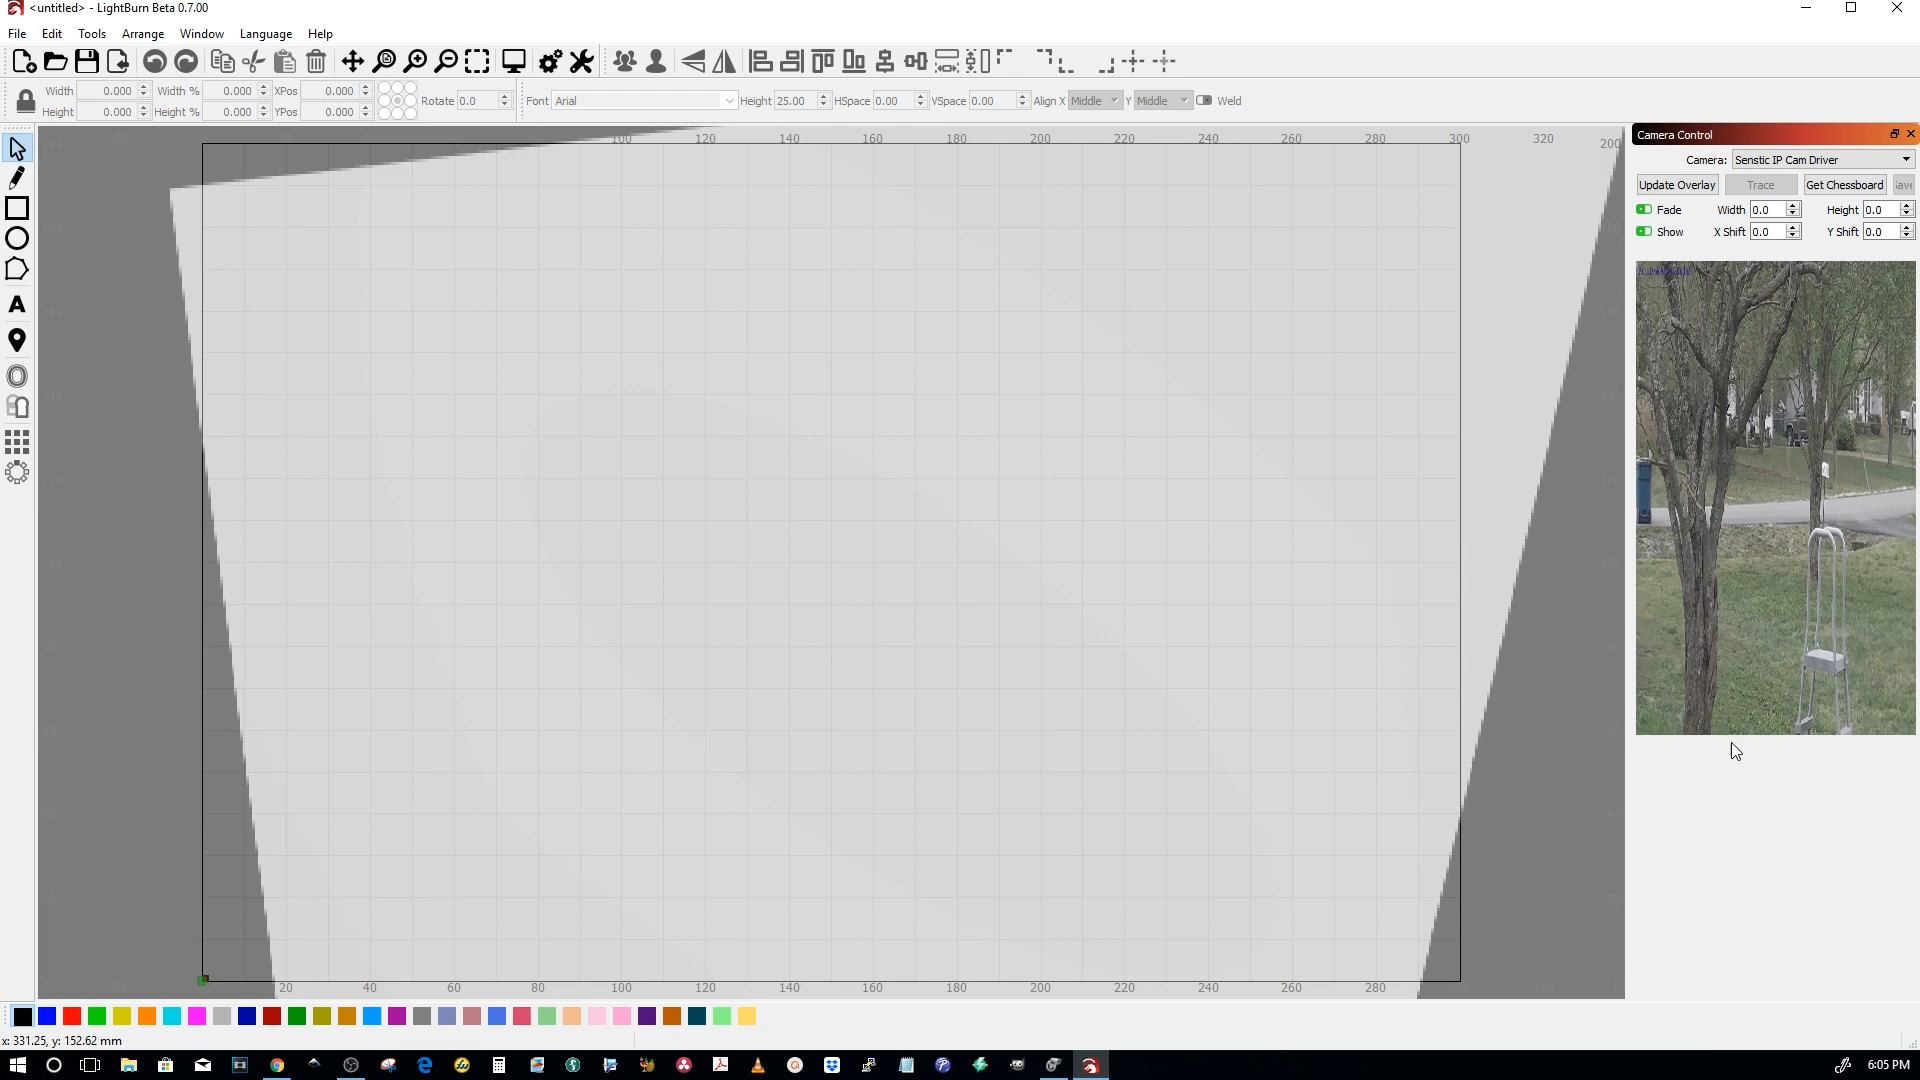 <untitled> - LightBurn Beta 0.7.00
File Edit Tools Arrange Window Language Help
Width 0.000 Width % 0.000 XPos 0.000
Height 0.000 Height % 0.000 YPos 0.000
Rotate 0.0
Font Arial Height 25.00 HSpace 0.00 VSpace 0.00 Align X Middle Y Middle Weld
100 120 140 160 180 200 220 240 260 280 300 320
200
Camera Control
Camera: Senstic IP Cam Driver
Update Overlay Trace Get Chessboard
Fade Width 0.0 Height 0.0
Show X Shift 0.0 Y Shift 0.0
A
20 40 60 80 100 120 140 160 180 200 220 240 260 280
x: 331.25, y: 152.62 mm
6:05 PM